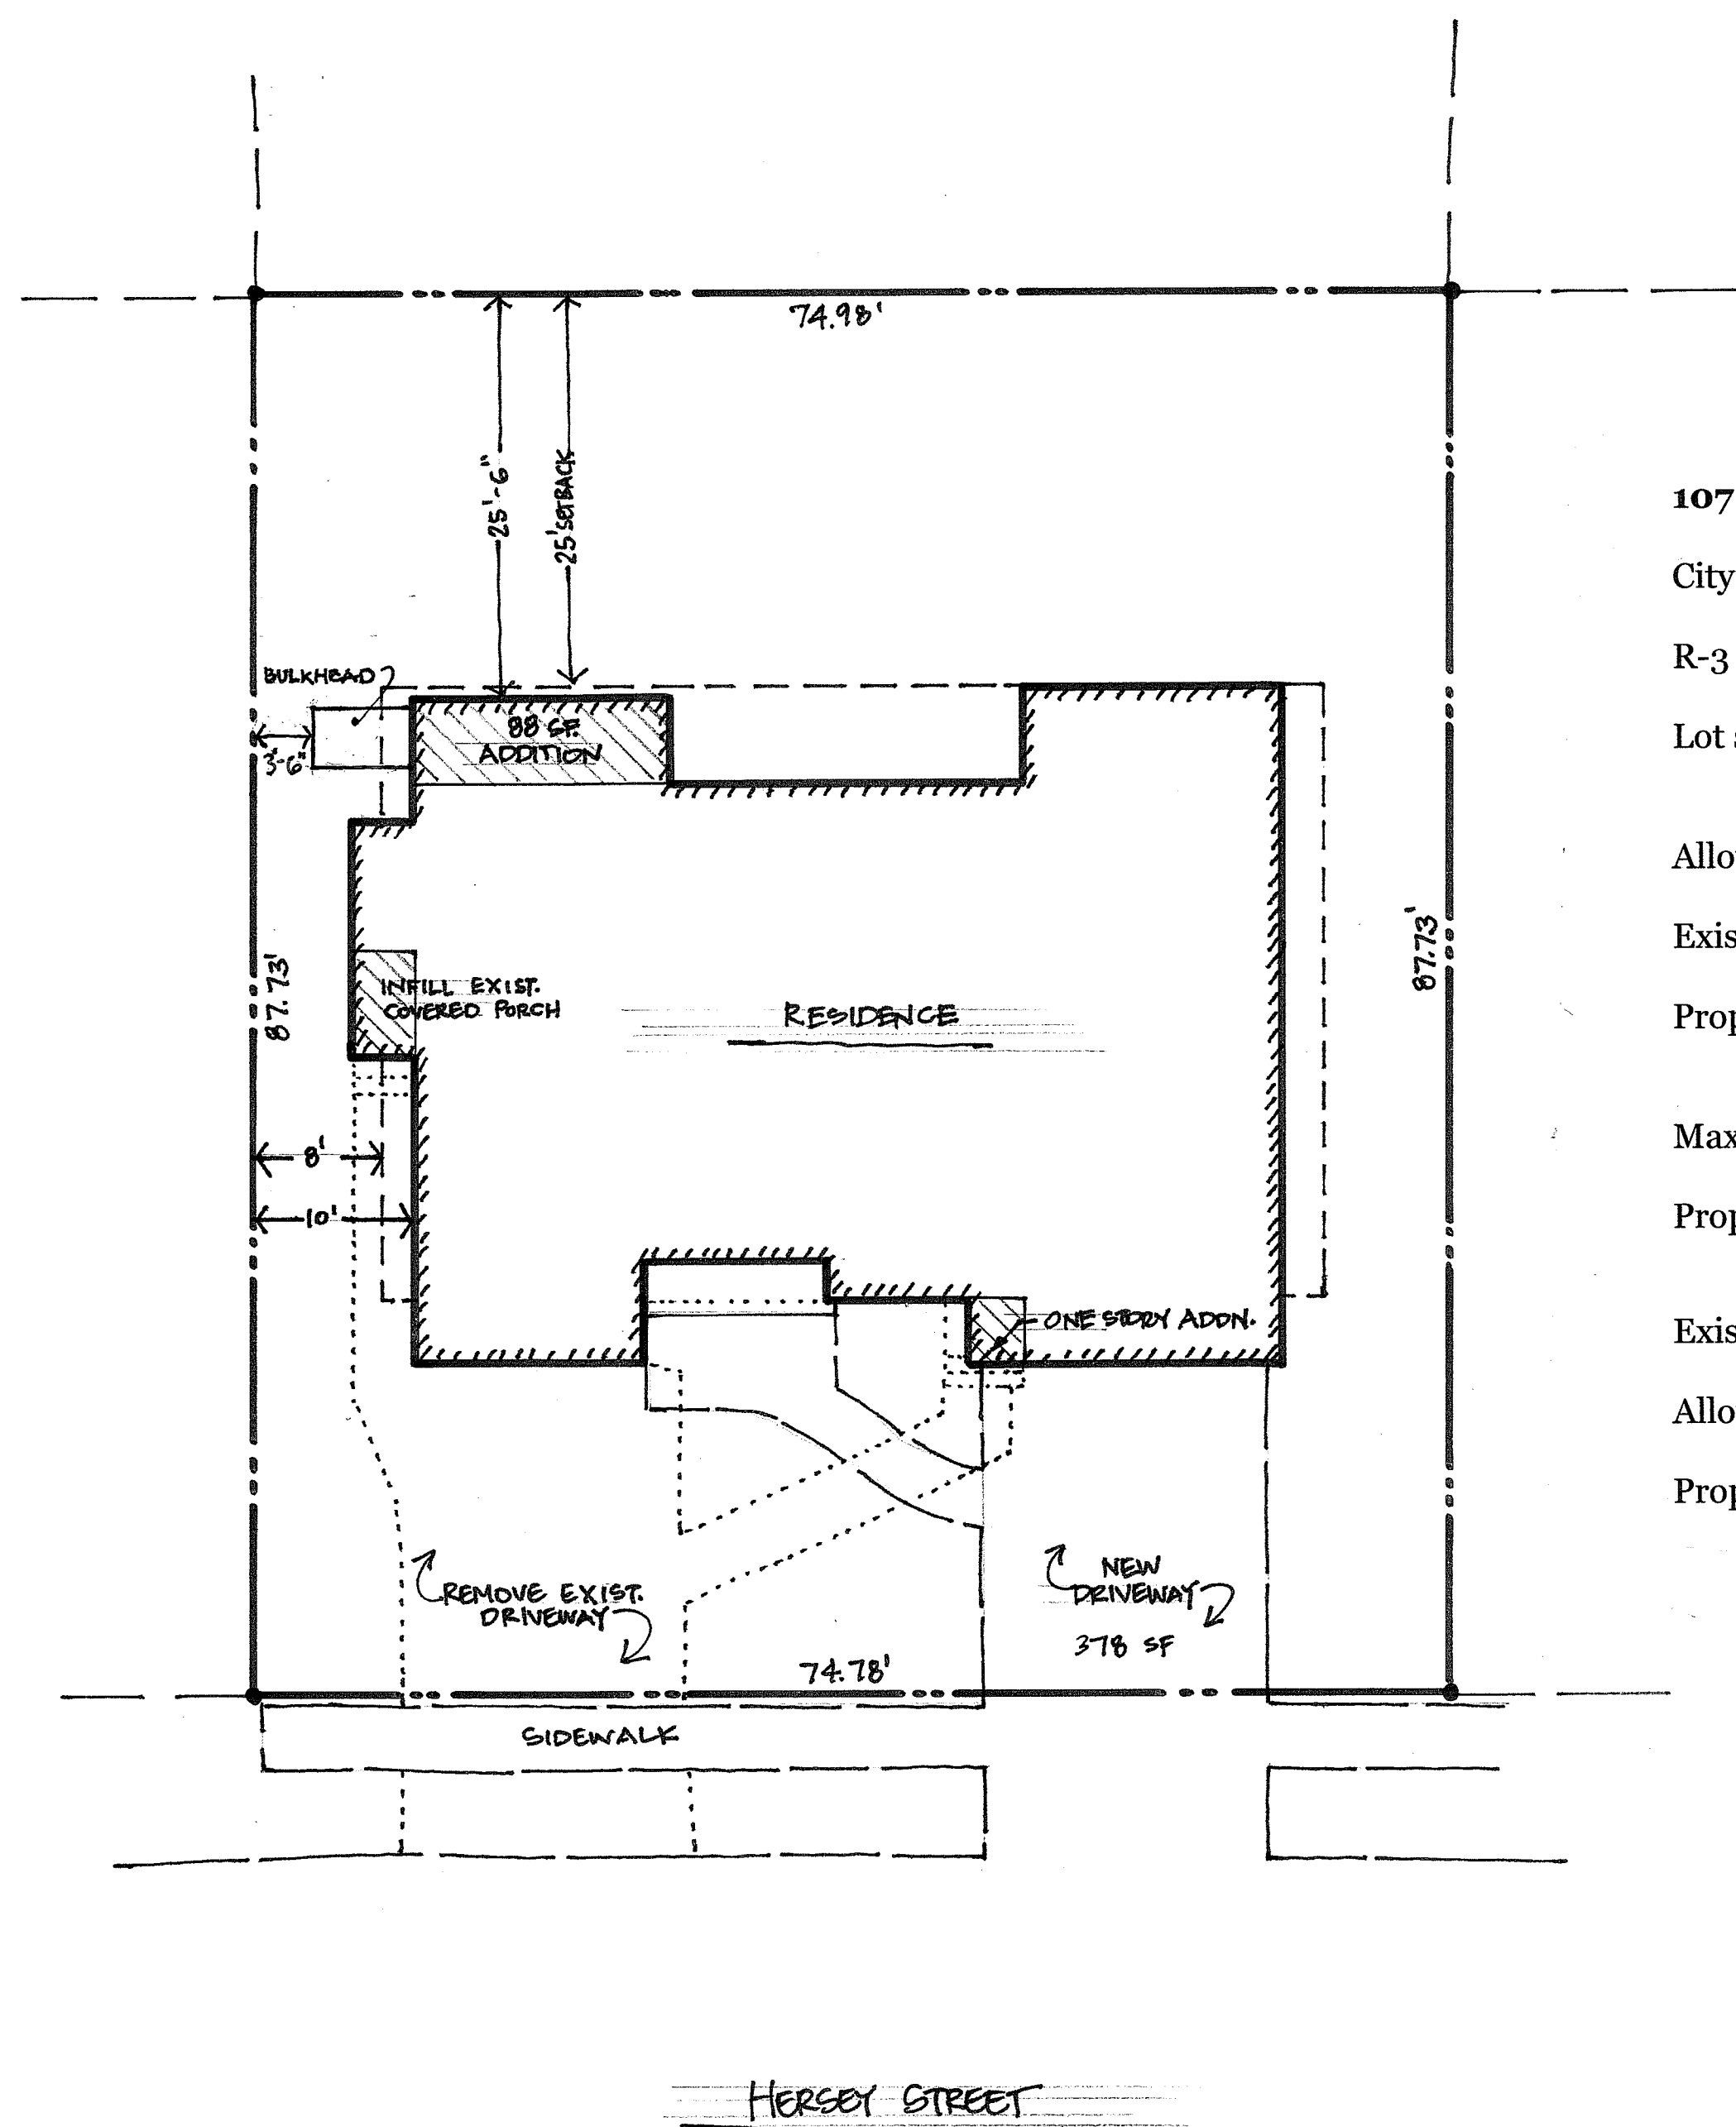 74.98'
25'-6"
25' SETBACK
BULKHEAD
3'-6"
88 SF.
ADDITION
87.73'
INFILL EXIST.
COVERED PORCH
RESIDENCE
87.73'
8'
10'
ONE STORY ADDN.
REMOVE EXIST.
DRIVEWAY
NEW
DRIVEWAY
378 SF
74.78'
SIDEWALK
HERSEY STREET
107
City
R-3
Lot
Allo
Exis
Prop
Max
Prop
Exis
Allo
Prop